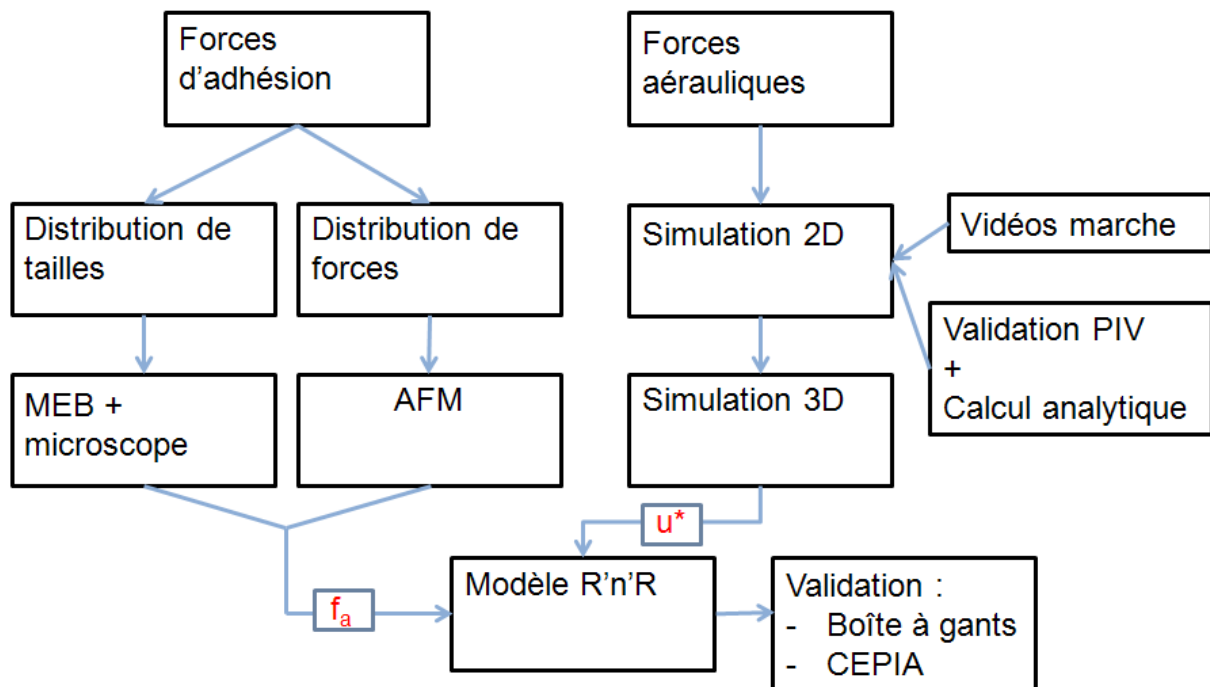 Forces
d'adhésion
Forces
aérauliques
Distribution de
tailles
Distribution de
forces
Simulation 2D
Vidéos marche
Validation PIV
+
Calcul analytique
MEB +
microscope
AFM
Simulation 3D
u*
fa
Modèle R'n'R
Validation :
- Boîte à gants
- CEPIA